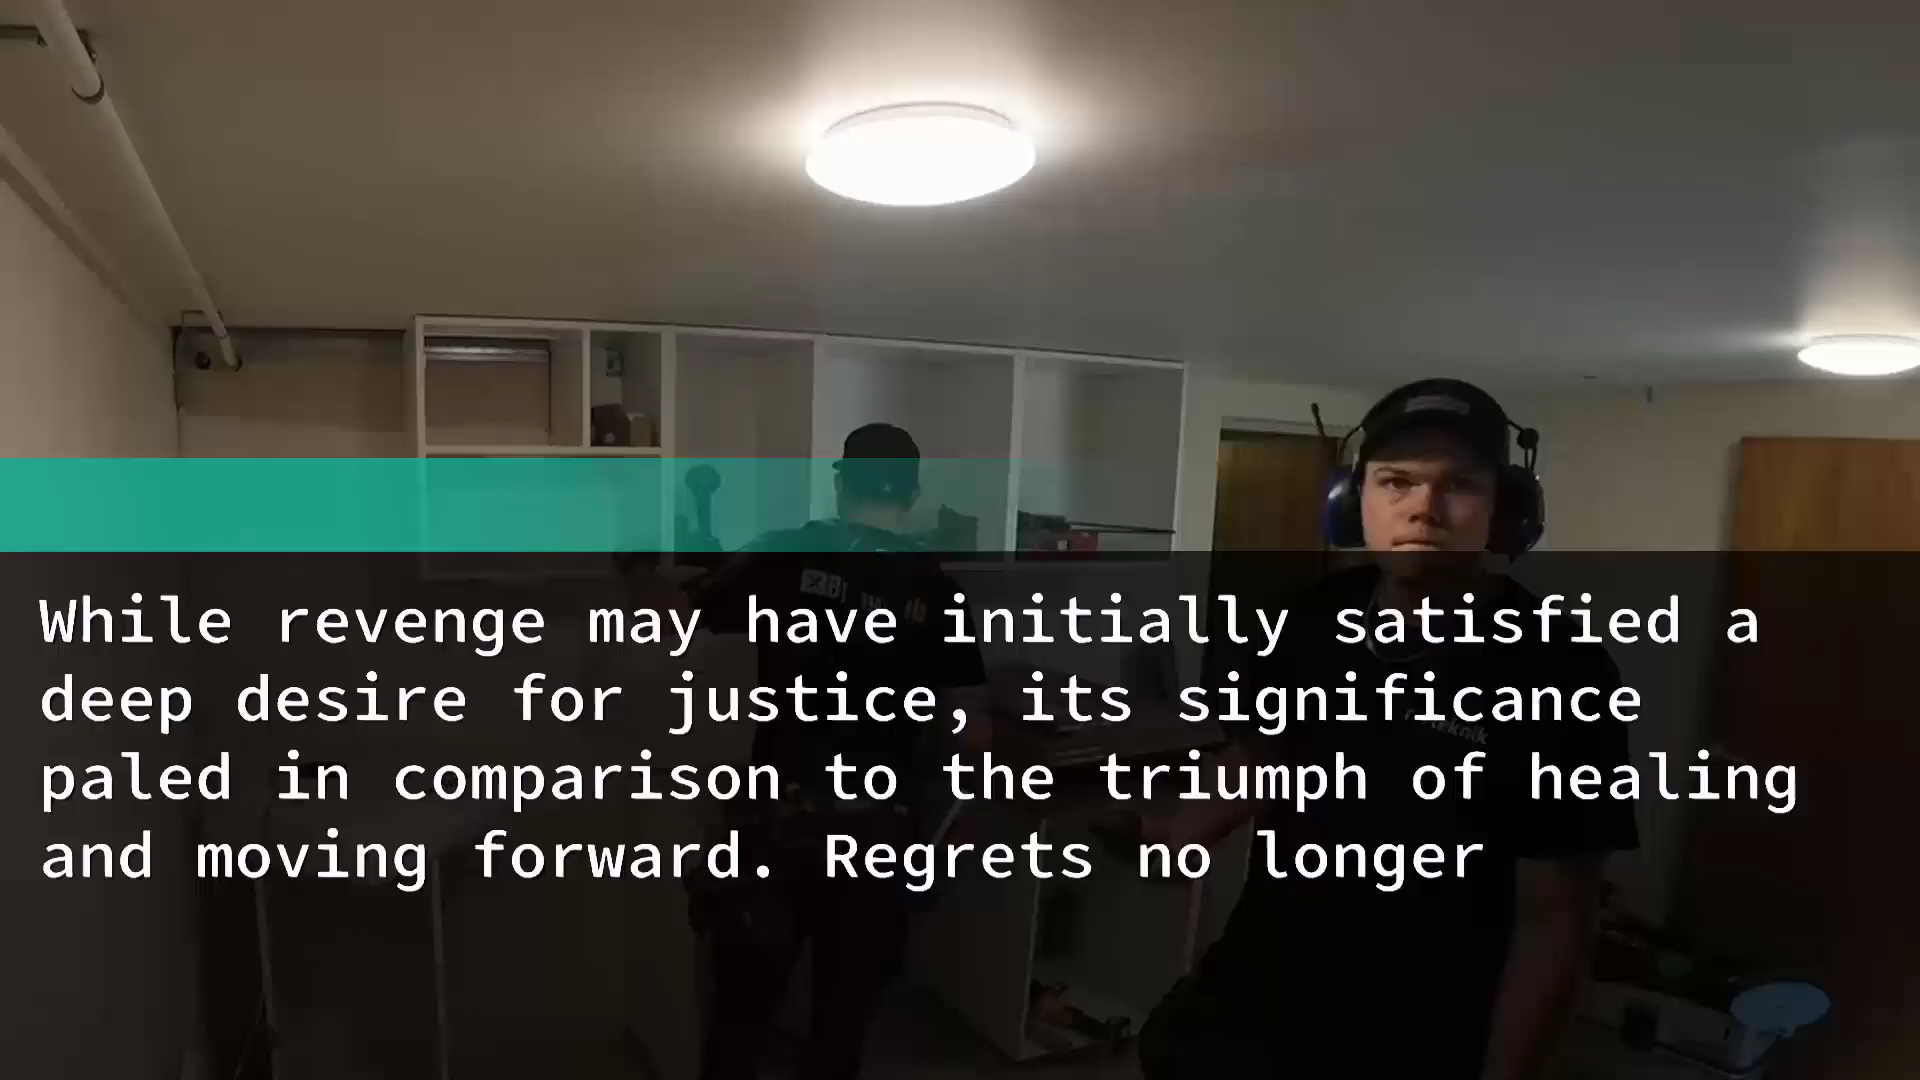 While revenge may have initially satisfied a
deep desire for justice, its significance
paled in comparison to the triumph of healing
and moving forward. Regrets no longer